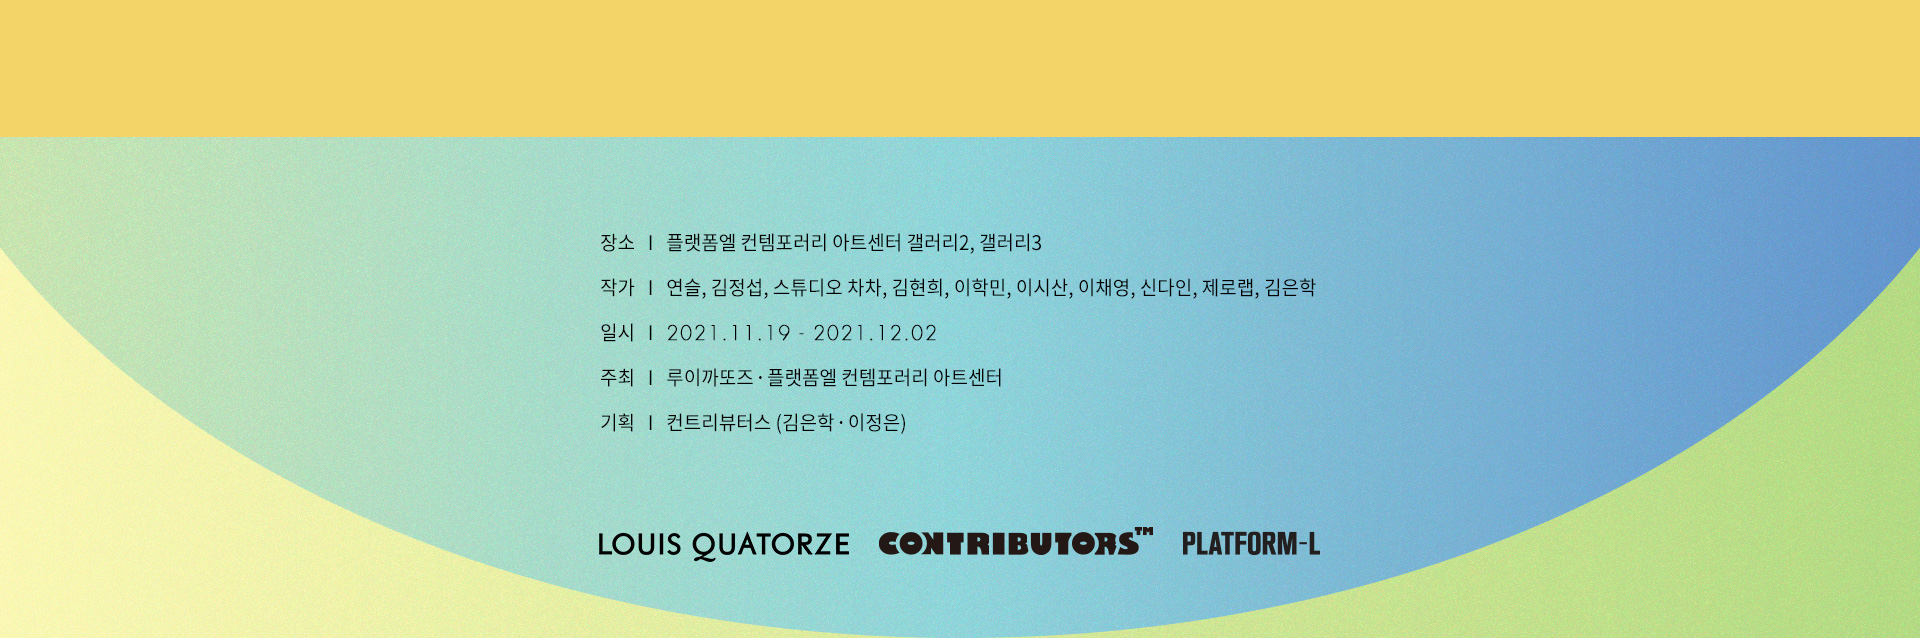 장소 | 플랫폼엘 컨템포러리 아트센터 갤러리2, 갤러리3
작가 | 연슬, 김정섭, 스튜디오 차차, 김현희, 이학민, 이시산, 이채영, 신다인, 제로랩, 김은학
일시 | 2021.11.19 - 2021.12.02
주최 | 루이까또즈 · 플랫폼엘 컨템포러리 아트센터
기획 | 컨트리뷰터스 (김은학 · 이정은)
LOUIS QUATORZE CONTRIBUTORS™ PLATFORM-L